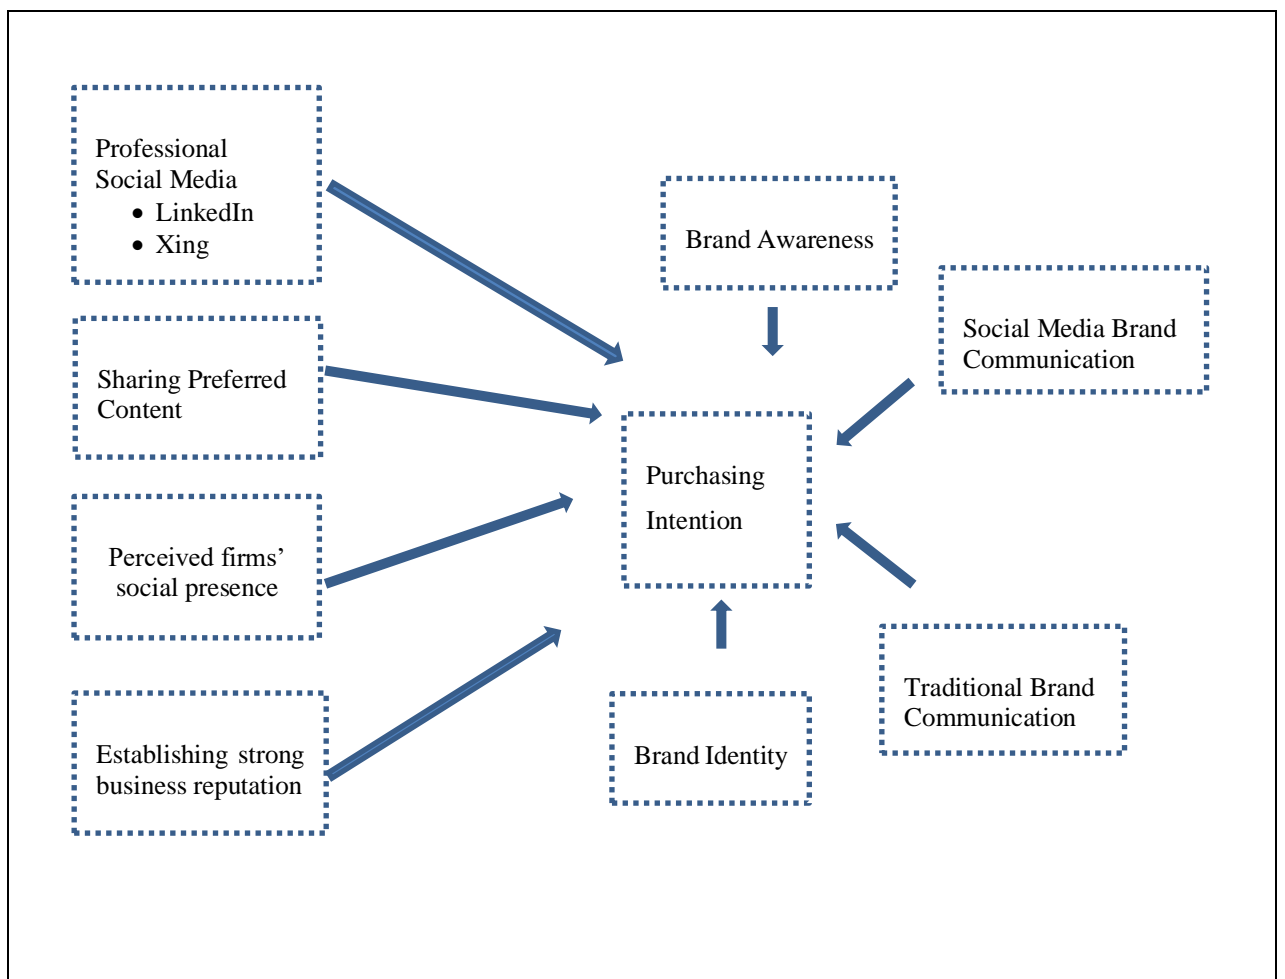 Professional
Social Media
• LinkedIn
• Xing
Sharing Preferred
Content
Perceived firms’
social presence
Establishing strong
business reputation
Brand Awareness
Social Media Brand
Communication
Purchasing
Intention
Traditional Brand
Communication
Brand Identity